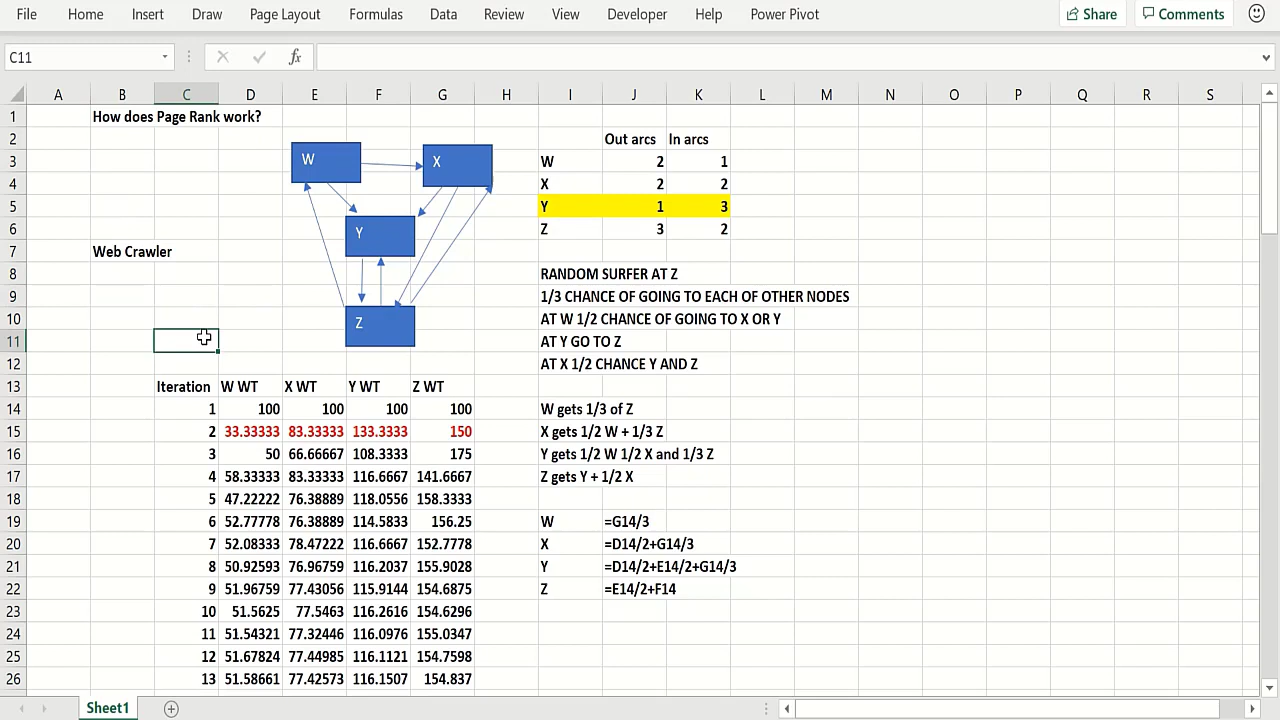 File Home Insert Draw Page Layout Formulas Data Review View Developer Help Power Pivot Share Comments
C11 fx
A B C D E F G H I J K L M N O P Q R S
1 How does Page Rank work?
2 Out arcs In arcs
3 W X W 2 1
4 X 2 2
5 Y 1 3
6 Y Z 3 2
7 Web Crawler
8 RANDOM SURFER AT Z
9 1/3 CHANCE OF GOING TO EACH OF OTHER NODES
10 Z AT W 1/2 CHANCE OF GOING TO X OR Y
11 AT Y GO TO Z
12 AT X 1/2 CHANCE Y AND Z
13 Iteration W WT X WT Y WT Z WT
14 1 100 100 100 100 W gets 1/3 of Z
15 2 33.33333 83.33333 133.3333 150 X gets 1/2 W + 1/3 Z
16 3 50 66.66667 108.3333 175 Y gets 1/2 W 1/2 X and 1/3 Z
17 4 58.33333 83.33333 116.6667 141.6667 Z gets Y + 1/2 X
18 5 47.22222 76.38889 118.0556 158.3333
19 6 52.77778 76.38889 114.5833 156.25 W =G14/3
20 7 52.08333 78.47222 116.6667 152.7778 X =D14/2+G14/3
21 8 50.92593 76.96759 116.2037 155.9028 Y =D14/2+E14/2+G14/3
22 9 51.96759 77.43056 115.9144 154.6875 Z =E14/2+F14
23 10 51.5625 77.5463 116.2616 154.6296
24 11 51.54321 77.32446 116.0976 155.0347
25 12 51.67824 77.44985 116.1121 154.7598
26 13 51.58661 77.42573 116.1507 154.837
Sheet1